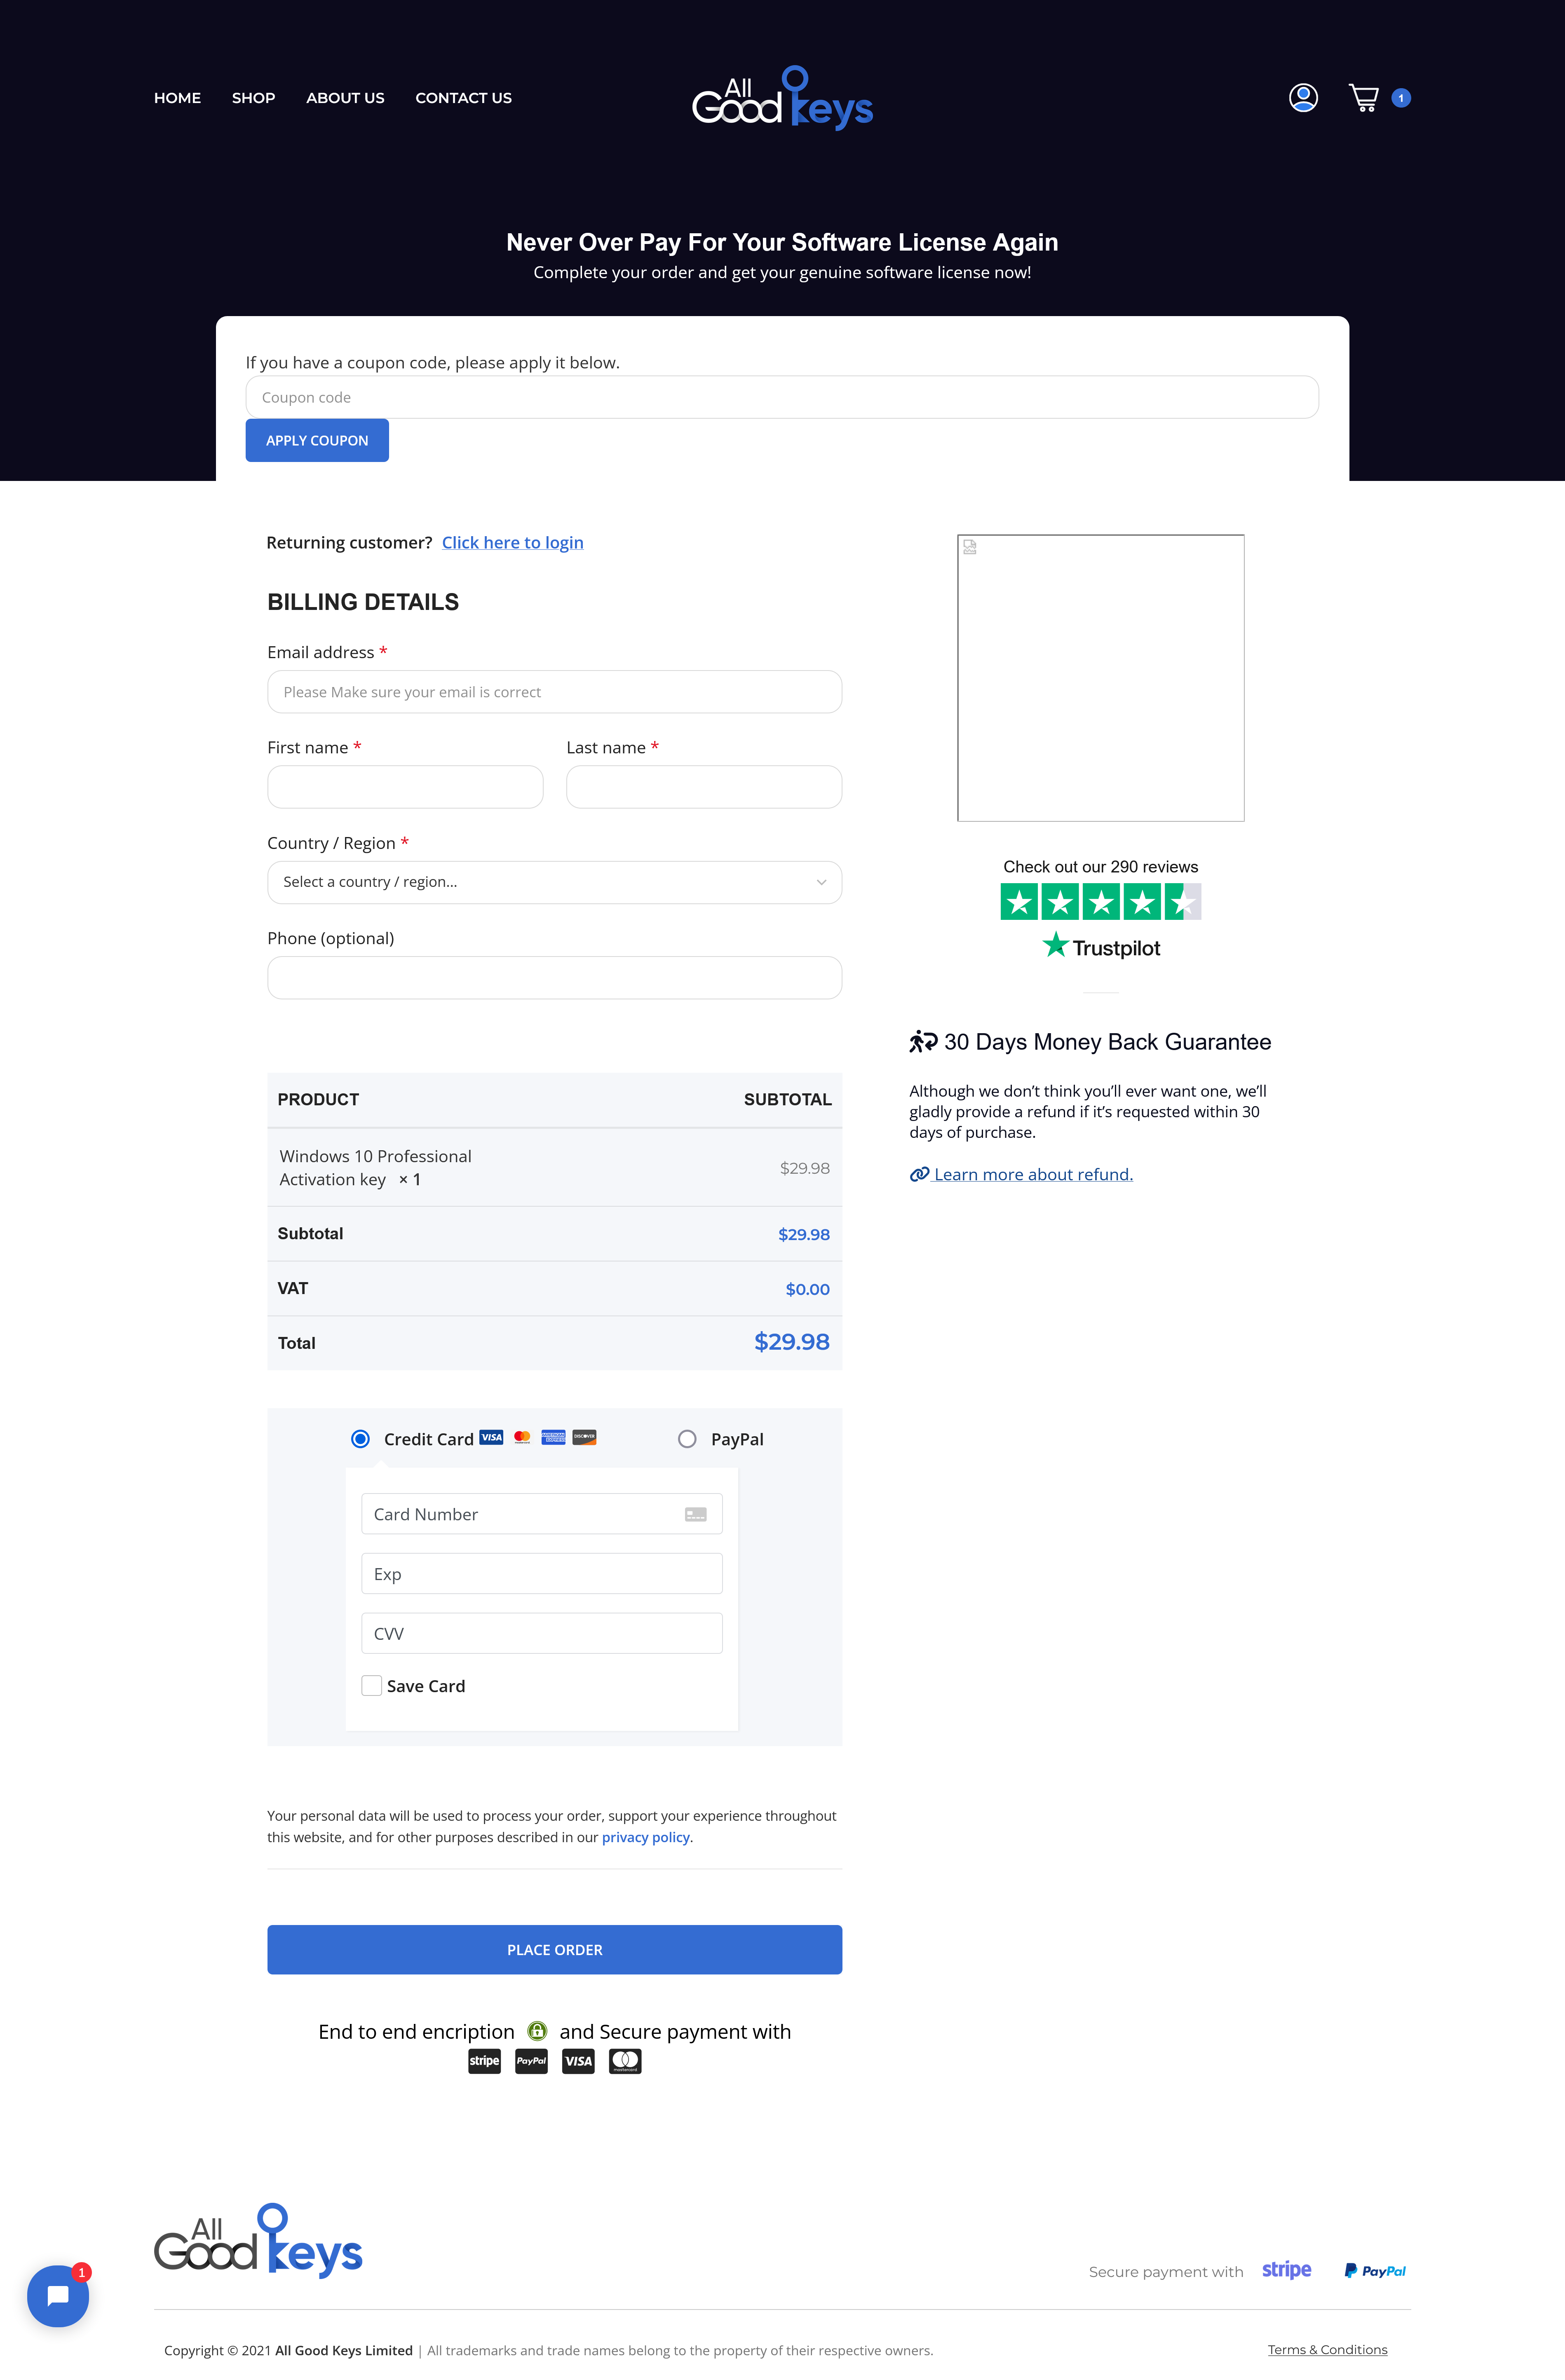 HOME SHOP ABOUT US CONTACT US
All
Good keys
1
Never Over Pay For Your Software License Again
Complete your order and get your genuine software license now!
If you have a coupon code, please apply it below.
Coupon code
APPLY COUPON
Returning customer? Click here to login
BILLING DETAILS
Email address *
Please Make sure your email is correct
First name *
Last name *
Country / Region *
Select a country / region...
Phone (optional)
Check out our 290 reviews
Trustpilot
30 Days Money Back Guarantee
Although we don't think you'll ever want one, we'll
gladly provide a refund if it's requested within 30
days of purchase.
Learn more about refund.
PRODUCT SUBTOTAL
Windows 10 Professional
Activation key × 1
$29.98
Subtotal $29.98
VAT $0.00
Total $29.98
Credit Card VISA mastercard AMERICAN EXPRESS DISCOVER PayPal
Card Number
Exp
CVV
Save Card
Your personal data will be used to process your order, support your experience throughout
this website, and for other purposes described in our privacy policy.
PLACE ORDER
End to end encription and Secure payment with
stripe PayPal VISA mastercard
All
Good keys
1
Secure payment with stripe PayPal
Copyright © 2021 All Good Keys Limited | All trademarks and trade names belong to the property of their respective owners.
Terms & Conditions